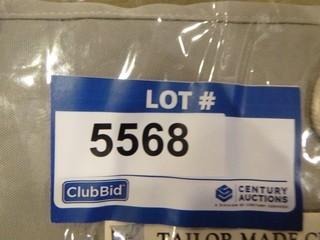 LOT #
5568
ClubBid
CENTURY
AUCTIONS
TAILOR MADE